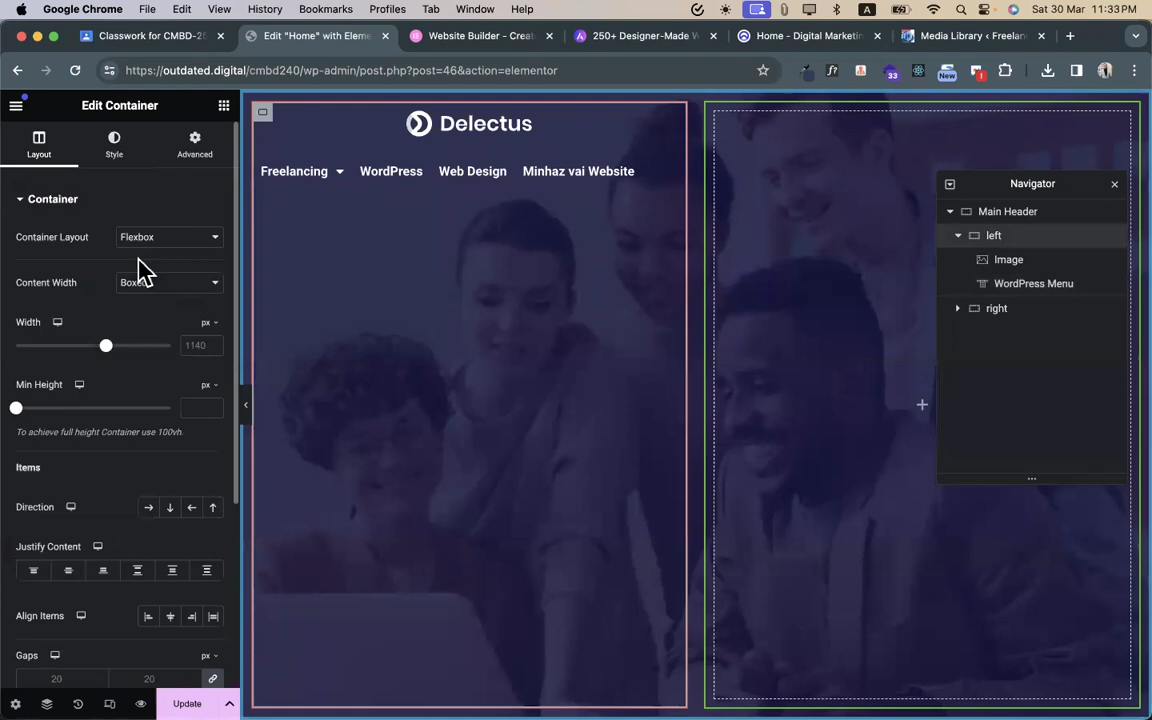 Chrome File Edit View History Bookmarks Profiles Tab Window Help
A
Sat 30 Mar 11:33PM
Classwork for CMBD-2
Edit "Home" with Eleme
Website Builder - Creat
250+ Designer-Made W
Home - Digital Marketin
Media Library ‹ Freelan
https://outdated.digital/cmbd240/wp-admin/post.php?post=46&action=elementor
f?
33
New
Edit Container
Layout
Style
Advanced
Container
Container Layout
Flexbox
Content Width
Width
px
1140
Min Height
px
To achieve full height Container use 100vh.
Items
Direction
Justify Content
Align Items
Gaps
px
20
20
Update
Delectus
Freelancing
WordPress
Web Design
Minhaz vai Website
Navigator
Main Header
left
Image
WordPress Menu
right